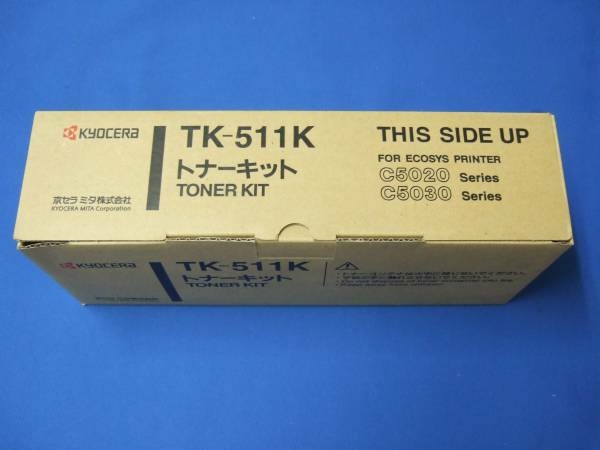 KYOCERA
TK-511K
トナーキット
TONER KIT
京セラ ミタ株式会社
KYOCERA MITA Corporation
THIS SIDE UP
FOR ECOSYS PRINTER
C5020 Series
C5030 Series
KYOCERA
TK-511K
トナーキット
TONER KIT